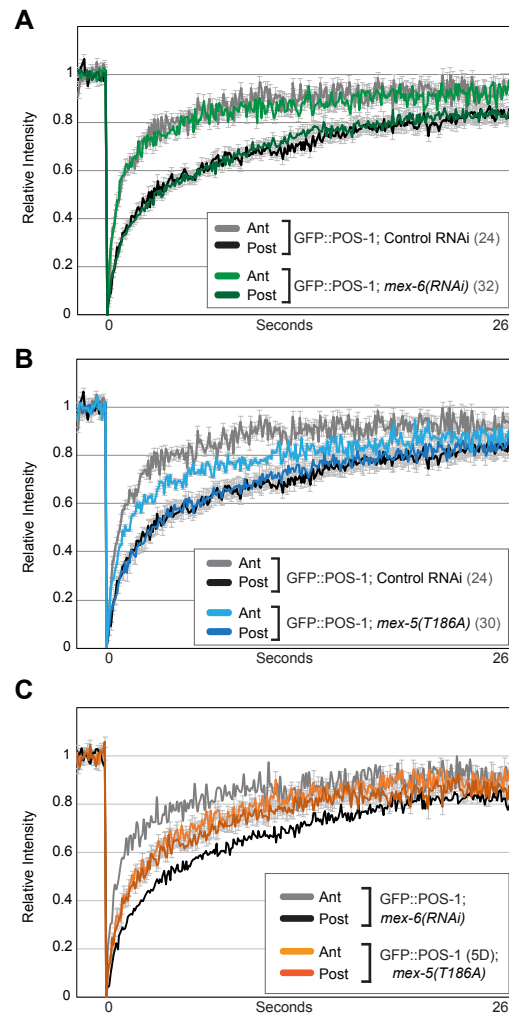 A
Relative Intensity
1
0.8
0.6
0.4
0.2
0
Ant
Post
GFP::POS-1; Control RNAi (24)
Ant
Post
GFP::POS-1; mex-6(RNAi) (32)
0
Seconds
26
B
Relative Intensity
1
0.8
0.6
0.4
0.2
0
Ant
Post
GFP::POS-1; Control RNAi (24)
Ant
Post
GFP::POS-1; mex-5(T186A) (30)
0
Seconds
26
C
Relative Intensity
1
0.8
0.6
0.4
0.2
0
Ant
Post
GFP::POS-1;
mex-6(RNAi)
Ant
Post
GFP::POS-1 (5D);
mex-5(T186A)
0
Seconds
26